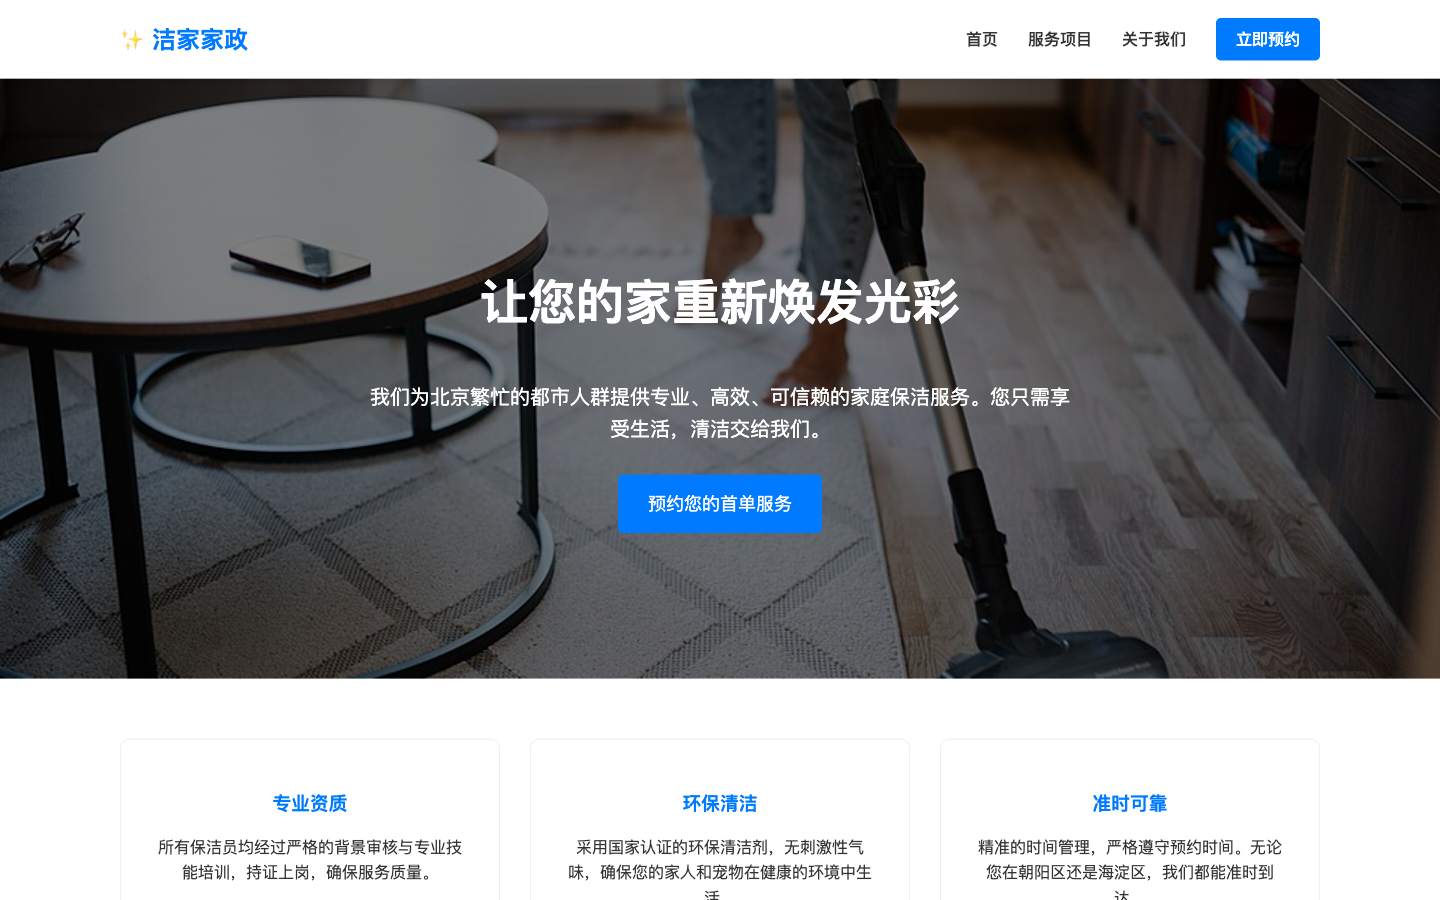 ✨ 洁家家政
首页
服务项目
关于我们
立即预约
让您的家重新焕发光彩
我们为北京繁忙的都市人群提供专业、高效、可信赖的家庭保洁服务。您只需享
受生活，清洁交给我们。
预约您的首单服务
专业资质
所有保洁员均经过严格的背景审核与专业技
能培训，持证上岗，确保服务质量。
环保清洁
采用国家认证的环保清洁剂，无刺激性气
味，确保您的家人和宠物在健康的环境中生
活
准时可靠
精准的时间管理，严格遵守预约时间。无论
您在朝阳区还是海淀区，我们都能准时到
达